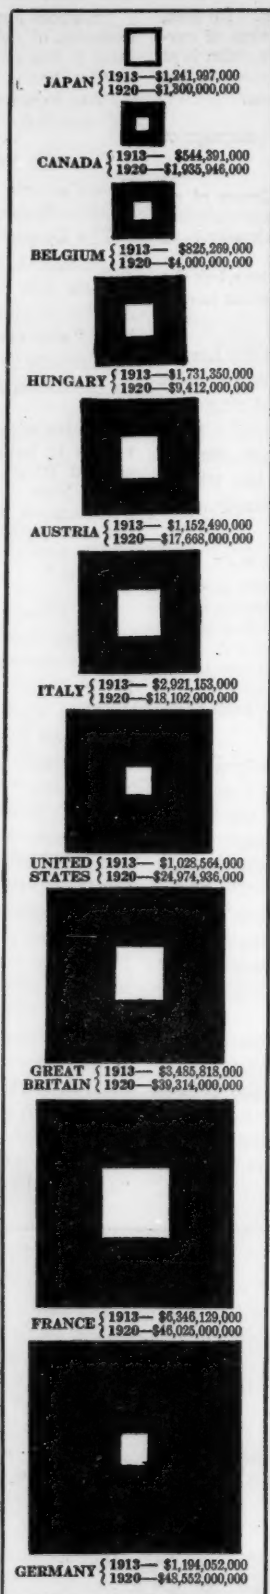 JAPAN { 1913—$1,241,997,000
1920—$1,300,000,000
CANADA { 1913— $544,391,000
1920—$1,935,946,000
BELGIUM { 1913— $825,269,000
1920—$4,000,000,000
HUNGARY { 1913—$1,731,350,000
1920—$9,412,000,000
AUSTRIA { 1913— $1,152,490,000
1920—$17,668,000,000
ITALY { 1913— $2,921,153,000
1920—$18,102,000,000
UNITED { 1913— $1,028,564,000
STATES { 1920—$24,974,936,000
GREAT { 1913— $3,485,818,000
BRITAIN { 1920—$39,314,000,000
FRANCE { 1913— $6,346,129,000
1920—$46,025,000,000
GERMANY { 1913— $1,194,052,000
1920—$48,552,000,000